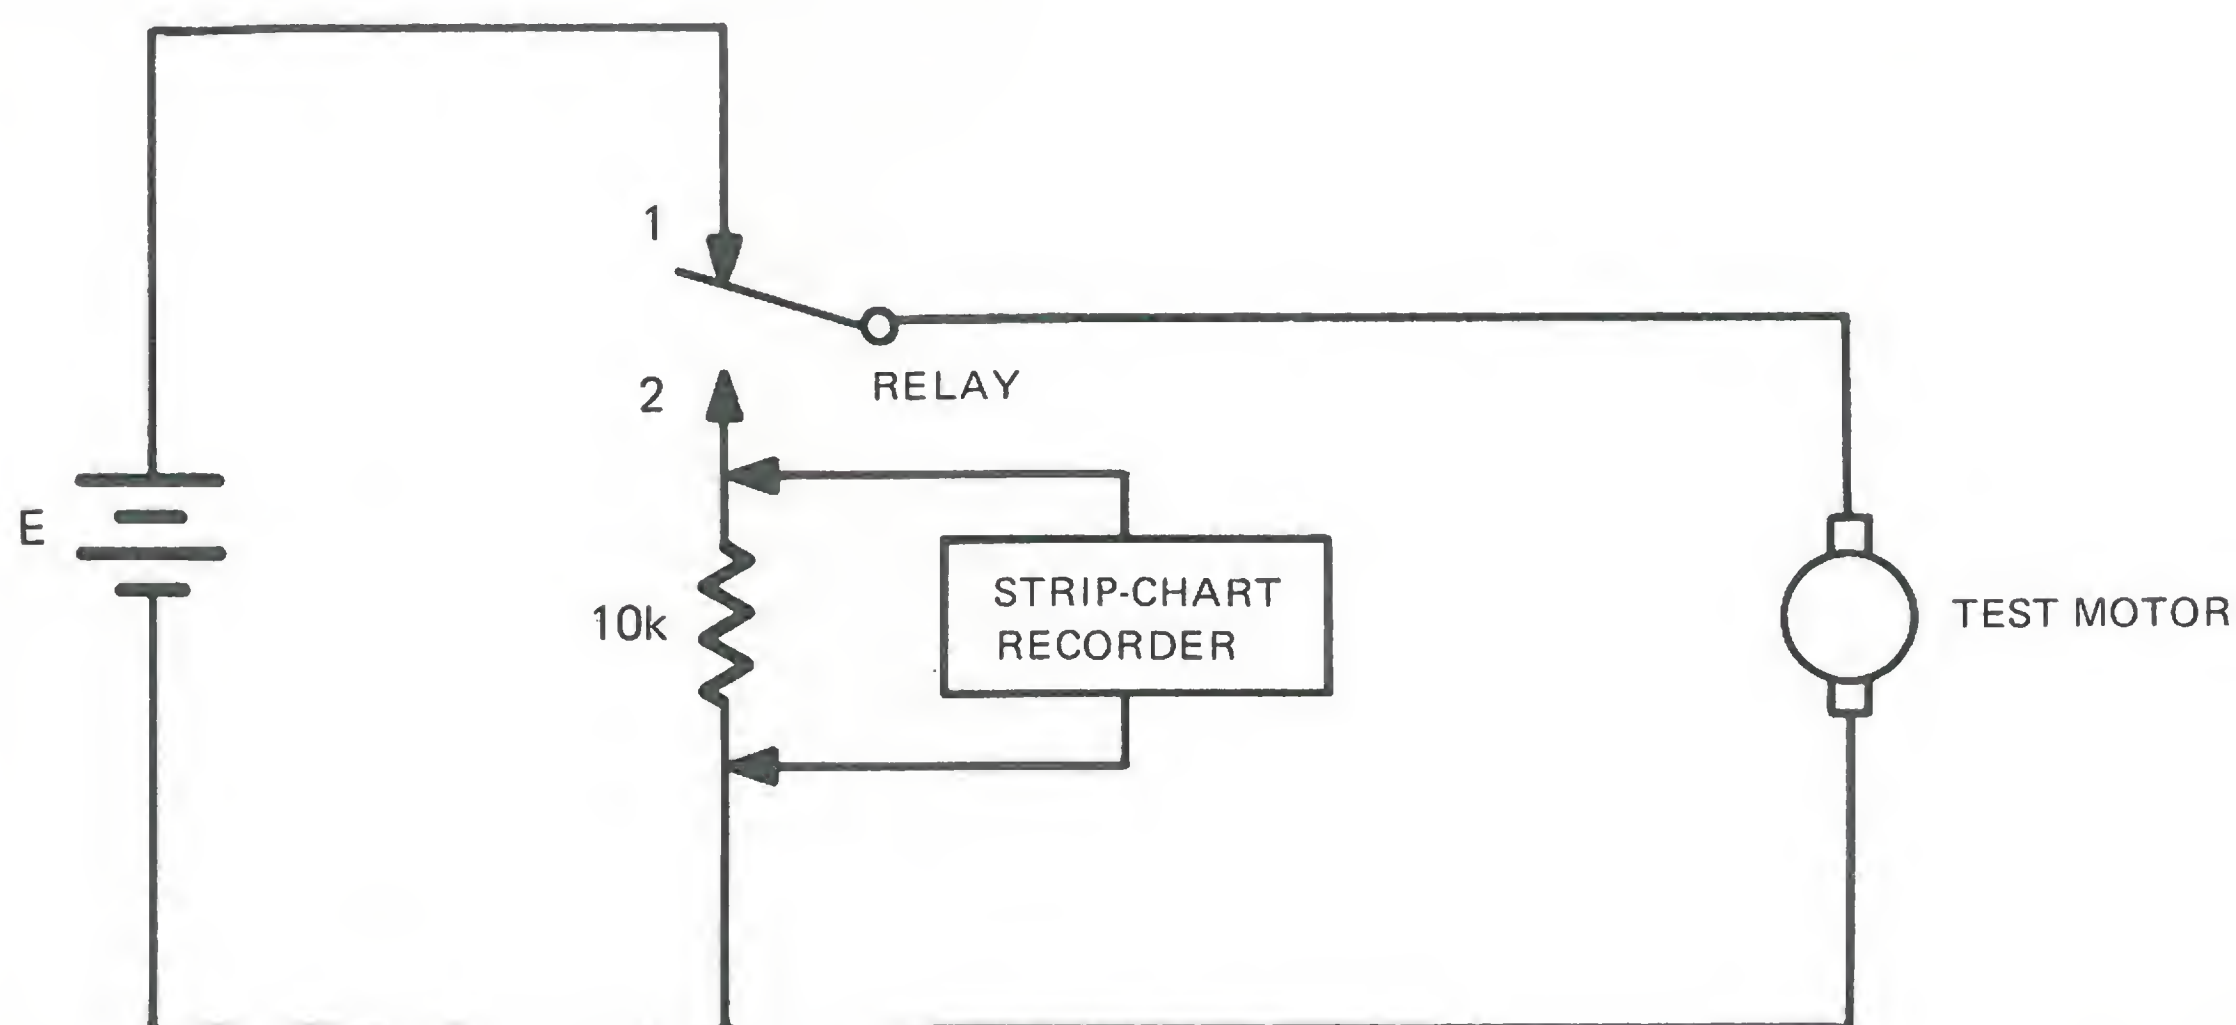 1
2
RELAY
E
10k
STRIP-CHART
RECORDER
TEST MOTOR